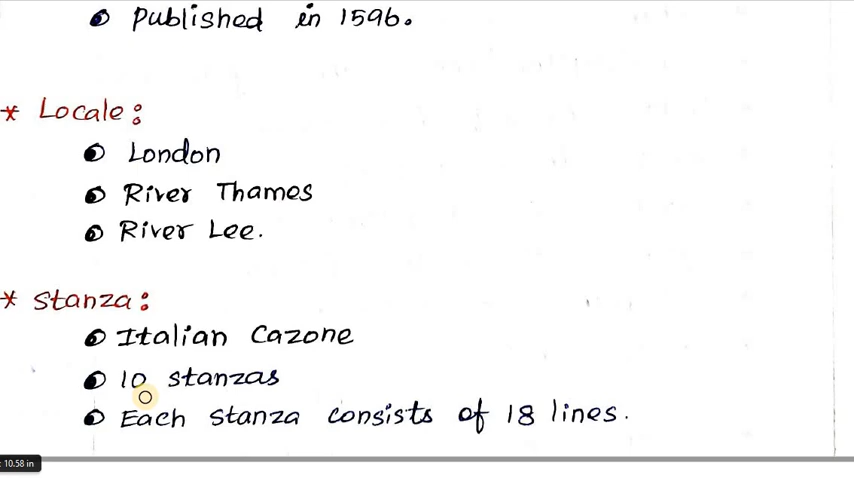 • Published in 1596.
* Locale:
• London
• River Thames
• River Lee.
* Stanza:
• Italian Cazone
• 10 stanzas
• Each stanza consists of 18 lines.
: 10.58 in